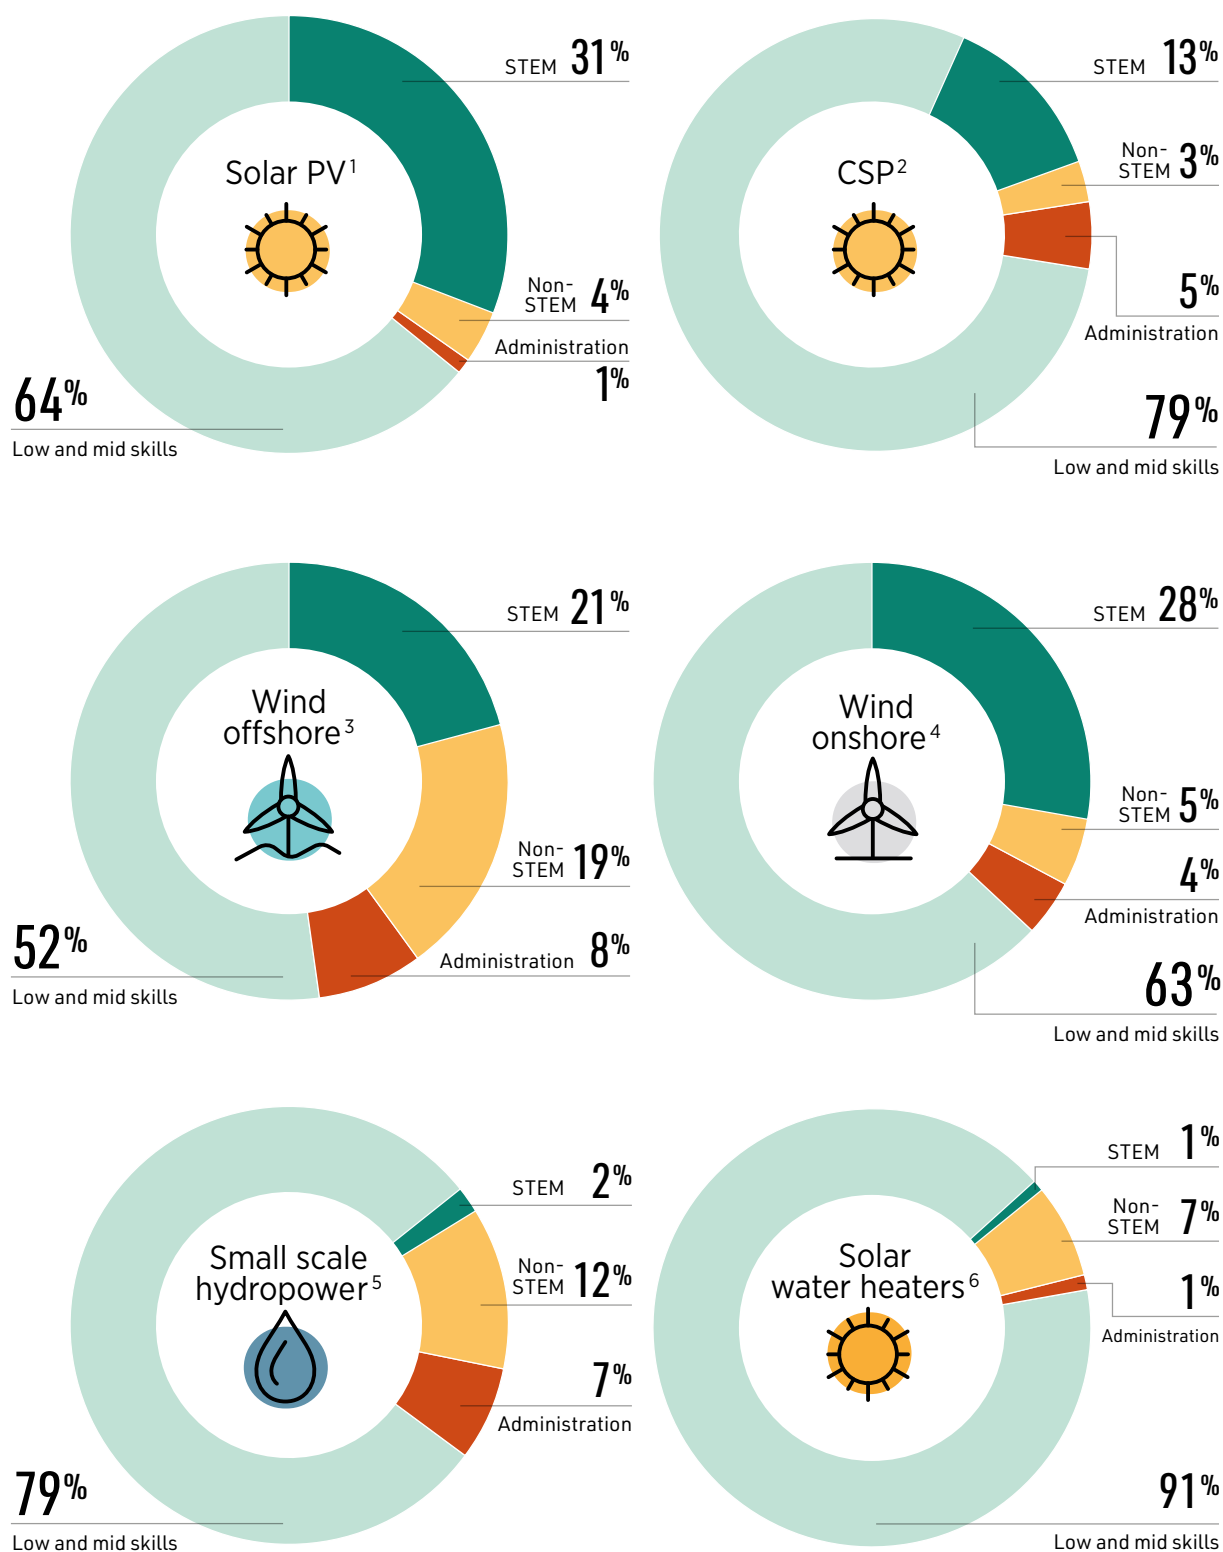 Solar PV1
STEM 31%
Non-
STEM 4%
Administration
1%
64%
Low and mid skills
CSP2
STEM 13%
Non-
STEM 3%
5%
Administration
79%
Low and mid skills
Wind
offshore3
STEM 21%
Non-
STEM 19%
Administration 8%
52%
Low and mid skills
Wind
onshore4
STEM 28%
Non-
STEM 5%
4%
Administration
63%
Low and mid skills
Small scale
hydropower5
STEM 2%
Non-
STEM 12%
7%
Administration
79%
Low and mid skills
Solar
water heaters6
STEM 1%
Non-
STEM 7%
1%
Administration
91%
Low and mid skills